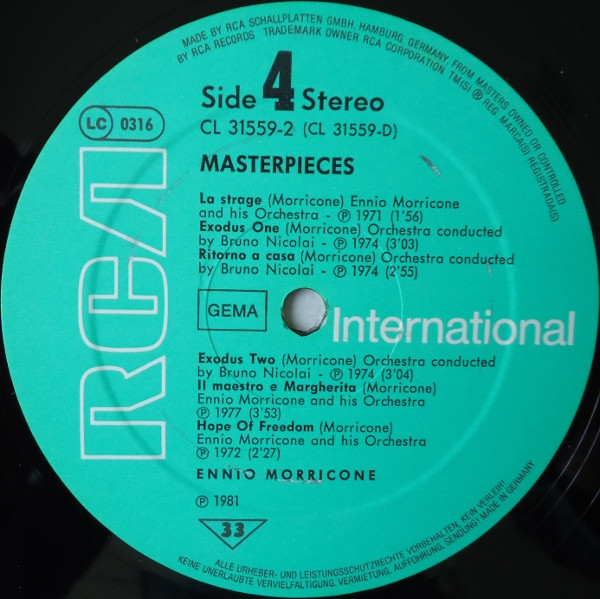 MADE BY RCA SCHALLPLATTEN GMBH, HAMBURG, GERMANY, FROM MASTERS OWNED OR CONTROLLED
BY RCA RECORDS TRADEMARK OWNER RCA CORPORATION TM(S) ® REG. MARCA(S) REGISTRADA(S)
Side 4 Stereo
CL 31559-2 (CL 31559-D)
LC 0316
MASTERPIECES
RCA
La strage (Morricone) Ennio Morricone
and his Orchestra - ℗ 1971 (1'56)
Exodus One (Morricone) Orchestra conducted
by Bruno Nicolai - ℗ 1974 (3'03)
Ritorno a casa (Morricone) Orchestra conducted
by Bruno Nicolai - ℗ 1974 (2'55)
GEMA
International
Exodus Two (Morricone) Orchestra conducted
by Bruno Nicolai - ℗ 1974 (3'04)
Il maestro e Margherita (Morricone)
Ennio Morricone and his Orchestra
℗ 1977 (3'53)
Hope Of Freedom (Morricone)
Ennio Morricone and his Orchestra
℗ 1972 (2'27)
ENNIO MORRICONE
℗ 1981
33
ALLE URHEBER- UND LEISTUNGSSCHUTZRECHTE VORBEHALTEN, KEIN VERLEIH!
KEINE UNERLAUBTE VERVIELFÄLTIGUNG, VERMIETUNG, AUFFÜHRUNG, SENDUNG! MADE IN GERMANY